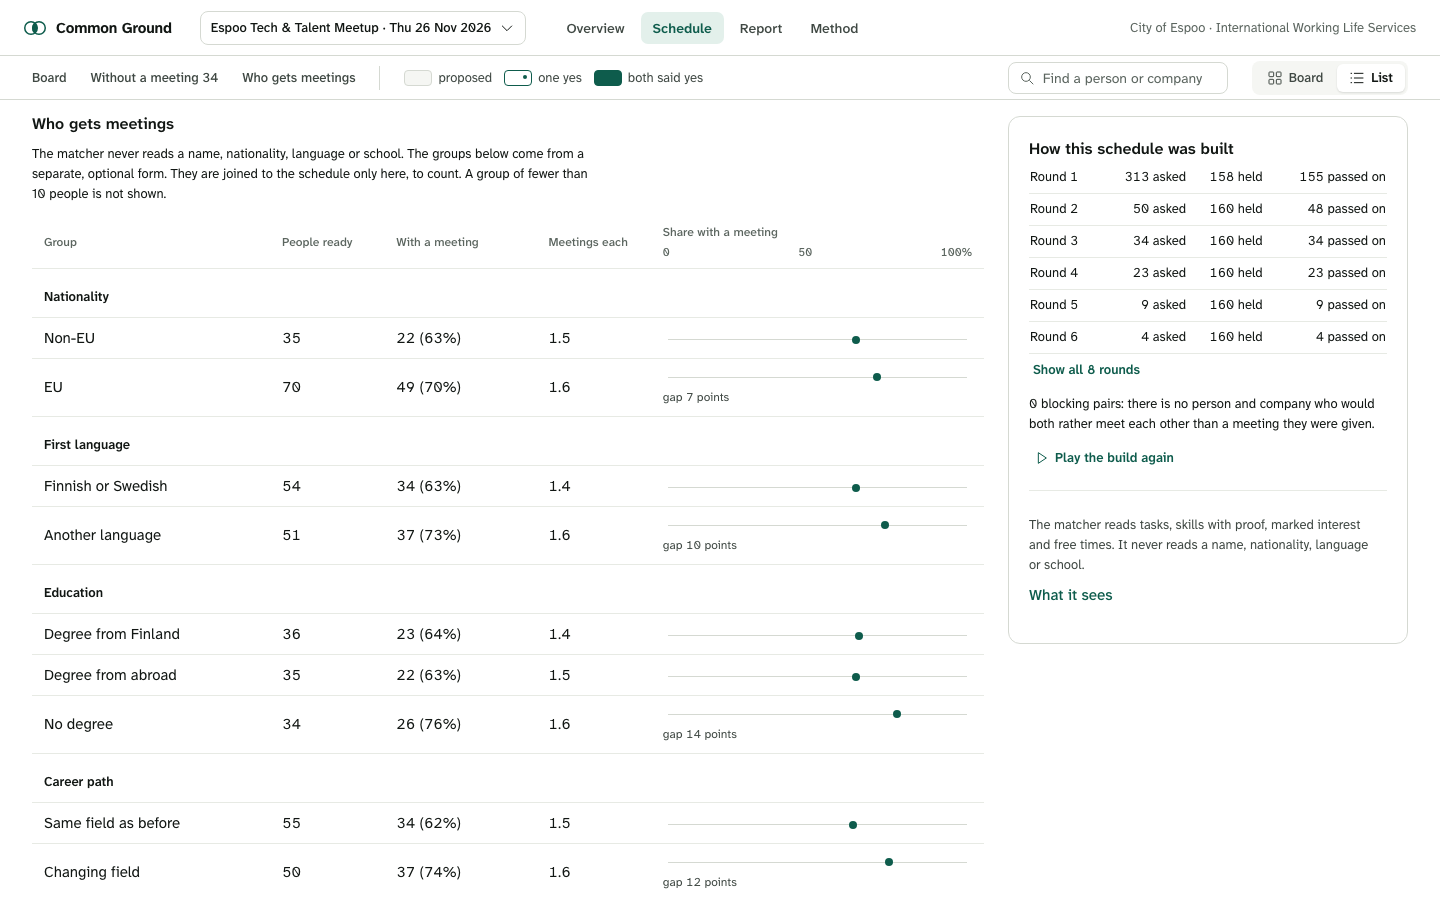 Common Ground
Espoo Tech & Talent Meetup · Thu 26 Nov 2026
Overview
Schedule
Report
Method
City of Espoo · International Working Life Services
Board
Without a meeting 34
Who gets meetings
proposed
one yes
both said yes
Find a person or company
Board
List
Who gets meetings
The matcher never reads a name, nationality, language or school. The groups below come from a
separate, optional form. They are joined to the schedule only here, to count. A group of fewer than
10 people is not shown.
Group People ready With a meeting Meetings each Share with a meeting
0 50 100%
Nationality
Non-EU 35 22 (63%) 1.5
EU 70 49 (70%) 1.6
gap 7 points
First language
Finnish or Swedish 54 34 (63%) 1.4
Another language 51 37 (73%) 1.6
gap 10 points
Education
Degree from Finland 36 23 (64%) 1.4
Degree from abroad 35 22 (63%) 1.5
No degree 34 26 (76%) 1.6
gap 14 points
Career path
Same field as before 55 34 (62%) 1.5
Changing field 50 37 (74%) 1.6
gap 12 points
How this schedule was built
Round 1 313 asked 158 held 155 passed on
Round 2 50 asked 160 held 48 passed on
Round 3 34 asked 160 held 34 passed on
Round 4 23 asked 160 held 23 passed on
Round 5 9 asked 160 held 9 passed on
Round 6 4 asked 160 held 4 passed on
Show all 8 rounds
0 blocking pairs: there is no person and company who would
both rather meet each other than a meeting they were given.
Play the build again
The matcher reads tasks, skills with proof, marked interest
and free times. It never reads a name, nationality, language
or school.
What it sees